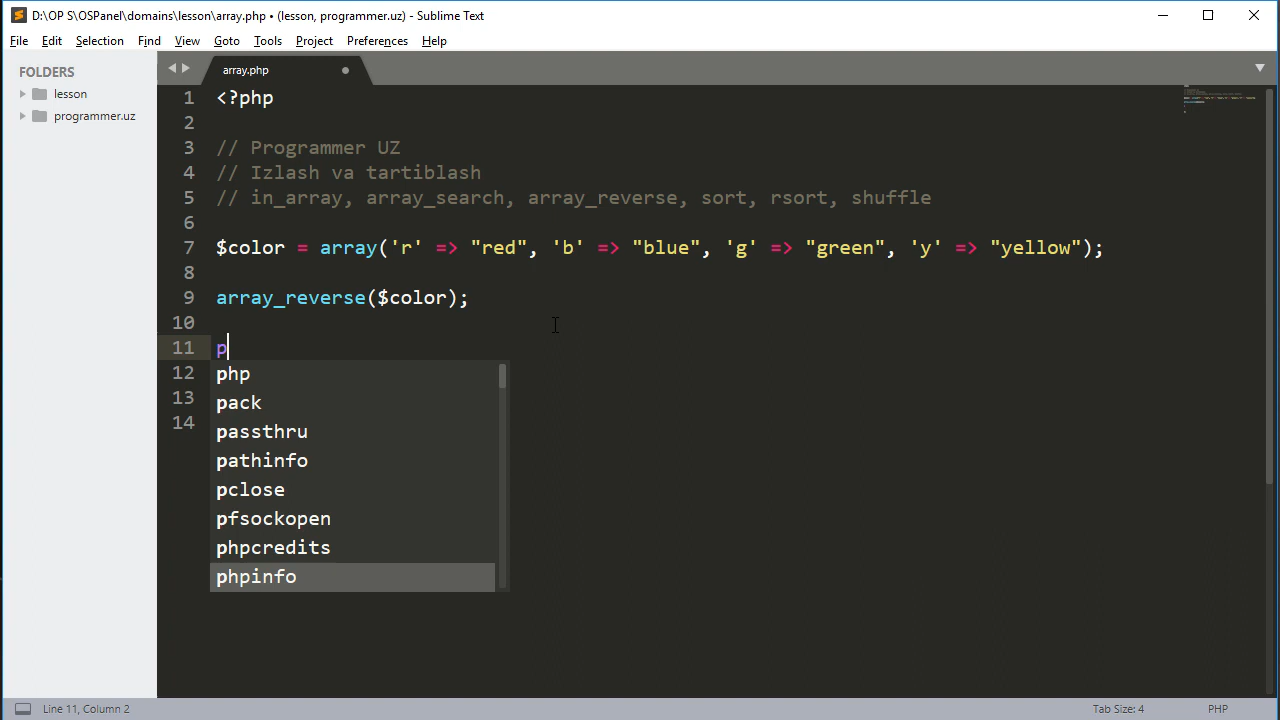 D:\OP S\OSPanel\domains\lesson\array.php • (lesson, programmer.uz) - Sublime Text
File Edit Selection Find View Goto Tools Project Preferences Help
FOLDERS
lesson
programmer.uz
array.php
1 <?php
2
3 // Programmer UZ
4 // Izlash va tartiblash
5 // in_array, array_search, array_reverse, sort, rsort, shuffle
6
7 $color = array('r' => "red", 'b' => "blue", 'g' => "green", 'y' => "yellow");
8
9 array_reverse($color);
10
11 p
12
13
14
php
pack
passthru
pathinfo
pclose
pfsockopen
phpcredits
phpinfo
Line 11, Column 2
Tab Size: 4
PHP